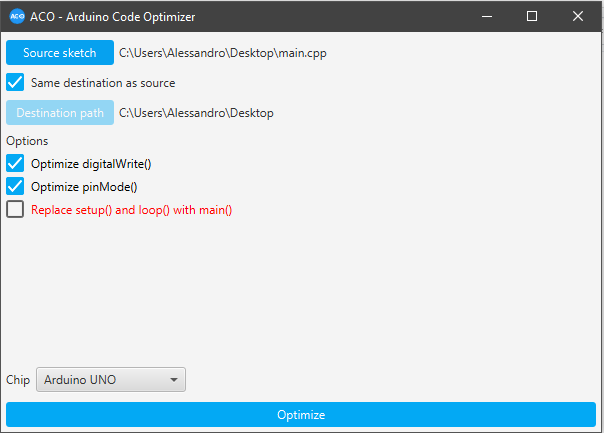 ACO ACO - Arduino Code Optimizer
Source sketch C:\Users\Alessandro\Desktop\main.cpp
Same destination as source
Destination path C:\Users\Alessandro\Desktop
Options
Optimize digitalWrite()
Optimize pinMode()
Replace setup() and loop() with main()
Chip Arduino UNO
Optimize